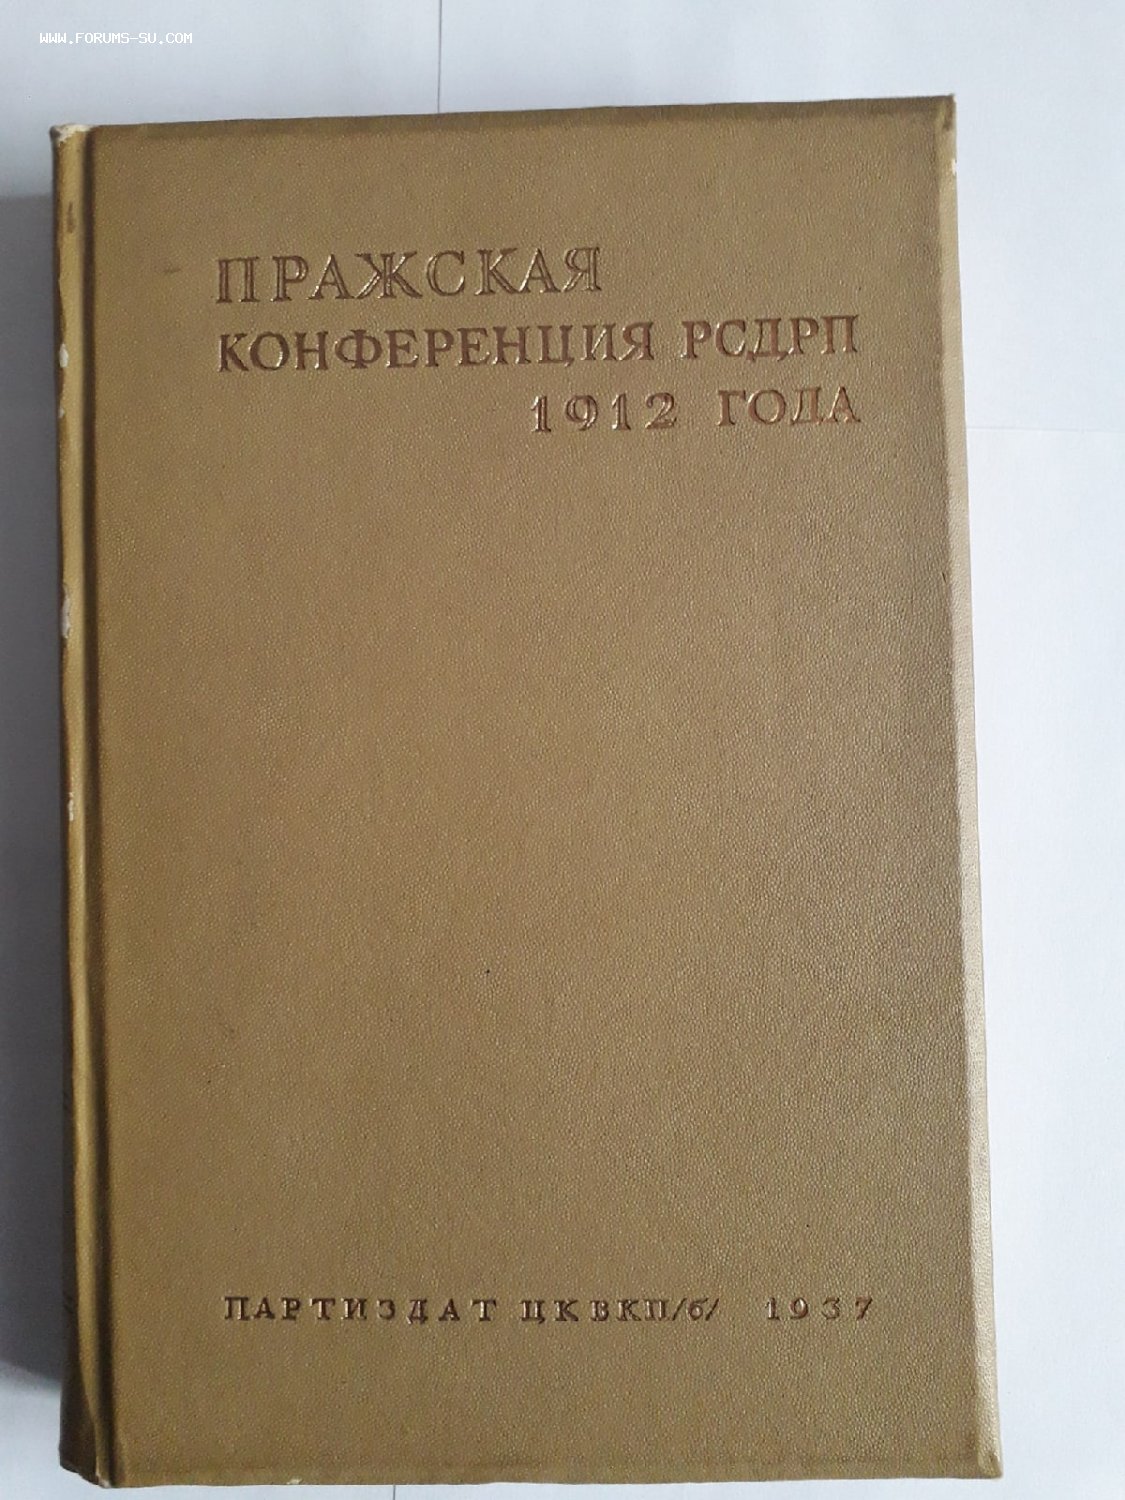 WWW.FORUMS-SU.COM
ПРАЖСКАЯ
КОНФЕРЕНЦИЯ РСДРП
1912 ГОДА
ПАРТИЗДАТ ЦК ВКП/б/ 1937